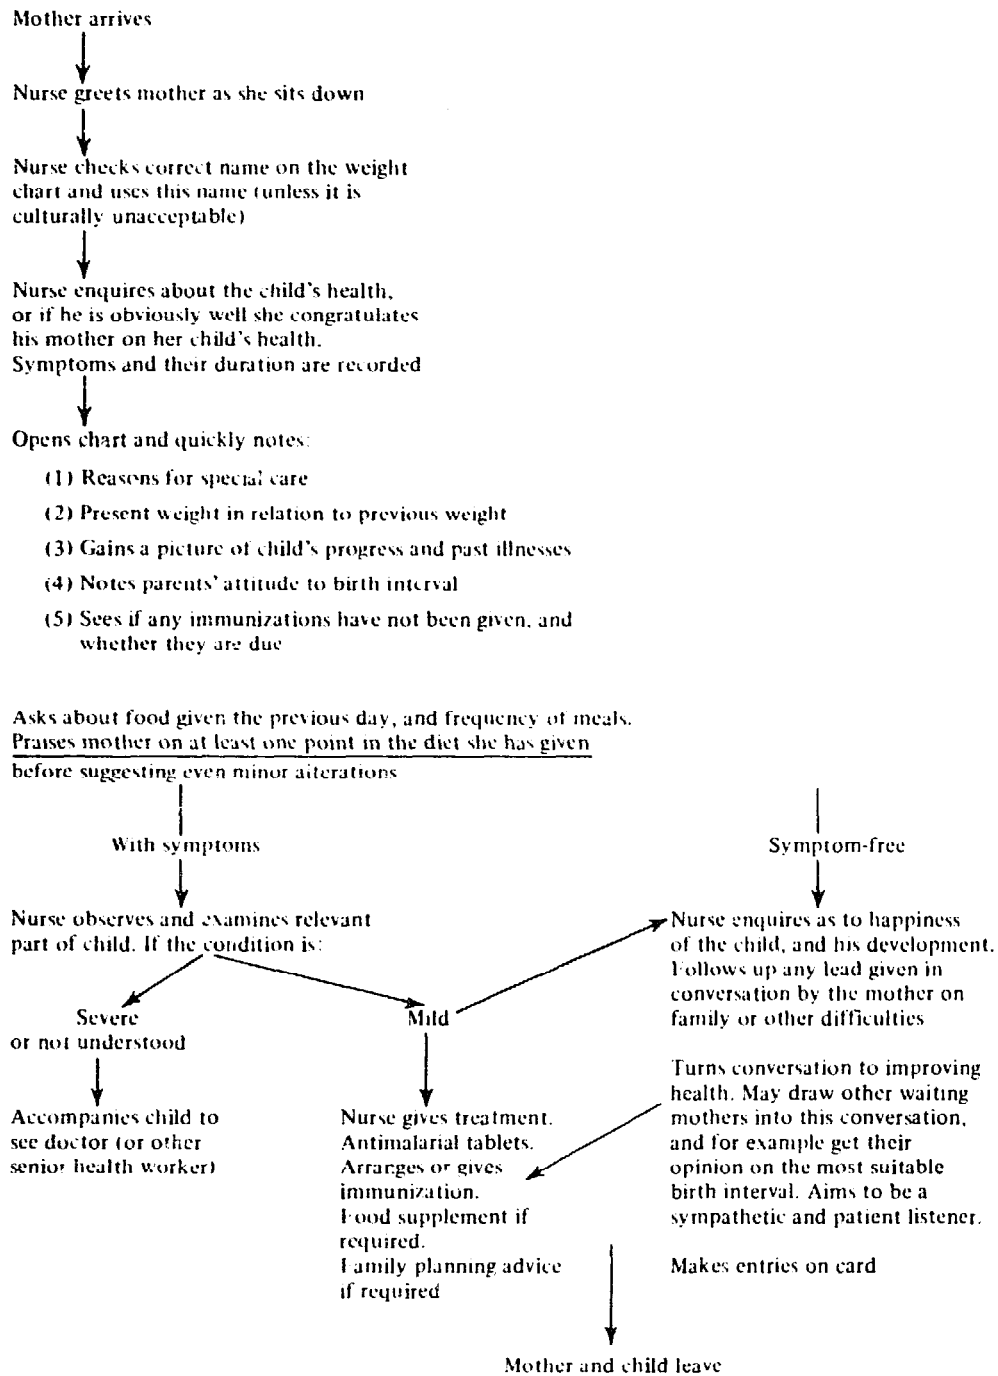 Mother arrives
Nurse greets mother as she sits down
Nurse checks correct name on the weight
chart and uses this name (unless it is
culturally unacceptable)
Nurse enquires about the child's health,
or if he is obviously well she congratulates
his mother on her child's health.
Symptoms and their duration are recorded
Opens chart and quickly notes:
(1) Reasons for special care
(2) Present weight in relation to previous weight
(3) Gains a picture of child's progress and past illnesses
(4) Notes parents' attitude to birth interval
(5) Sees if any immunizations have not been given, and
whether they are due
Asks about food given the previous day, and frequency of meals.
Praises mother on at least one point in the diet she has given
before suggesting even minor alterations
With symptoms
Nurse observes and examines relevant
part of child. If the condition is:
Severe
or not understood
Accompanies child to
see doctor (or other
senior health worker)
Mild
Nurse gives treatment.
Antimalarial tablets.
Arranges or gives
immunization.
Food supplement if
required.
Family planning advice
if required
Symptom-free
Nurse enquires as to happiness
of the child, and his development.
Follows up any lead given in
conversation by the mother on
family or other difficulties
Turns conversation to improving
health. May draw other waiting
mothers into this conversation,
and for example get their
opinion on the most suitable
birth interval. Aims to be a
sympathetic and patient listener.
Makes entries on card
Mother and child leave